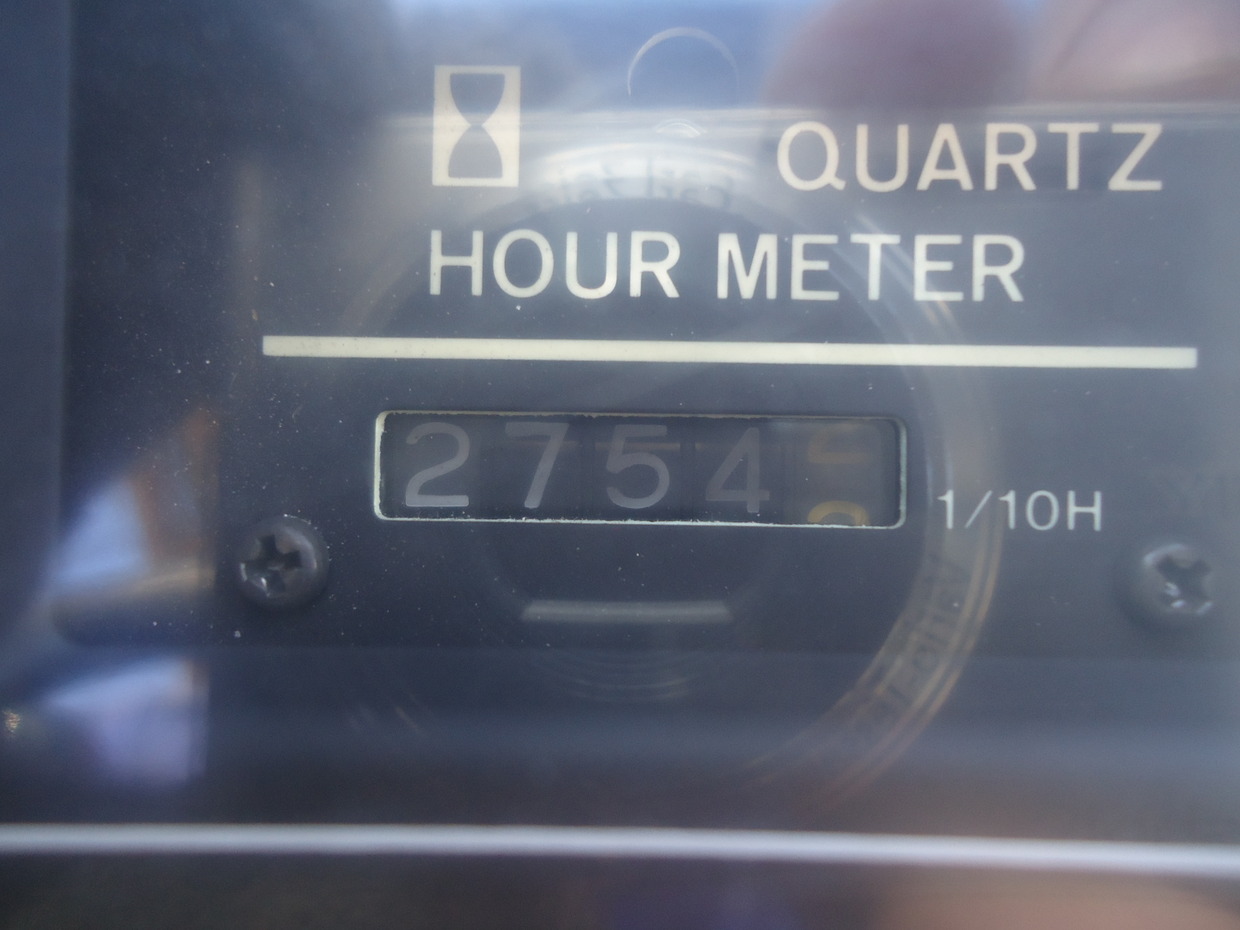 QUARTZ
HOUR METER
2754
1/10H